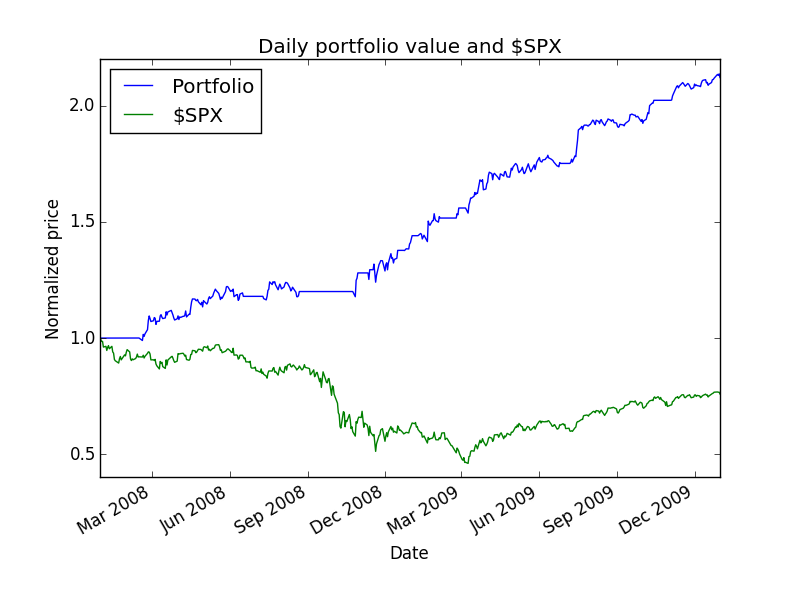 Daily portfolio value and $SPX
Portfolio
$SPX
2.0
1.5
1.0
0.5
Normalized price
Mar 2008
Jun 2008
Sep 2008
Dec 2008
Mar 2009
Jun 2009
Sep 2009
Dec 2009
Date